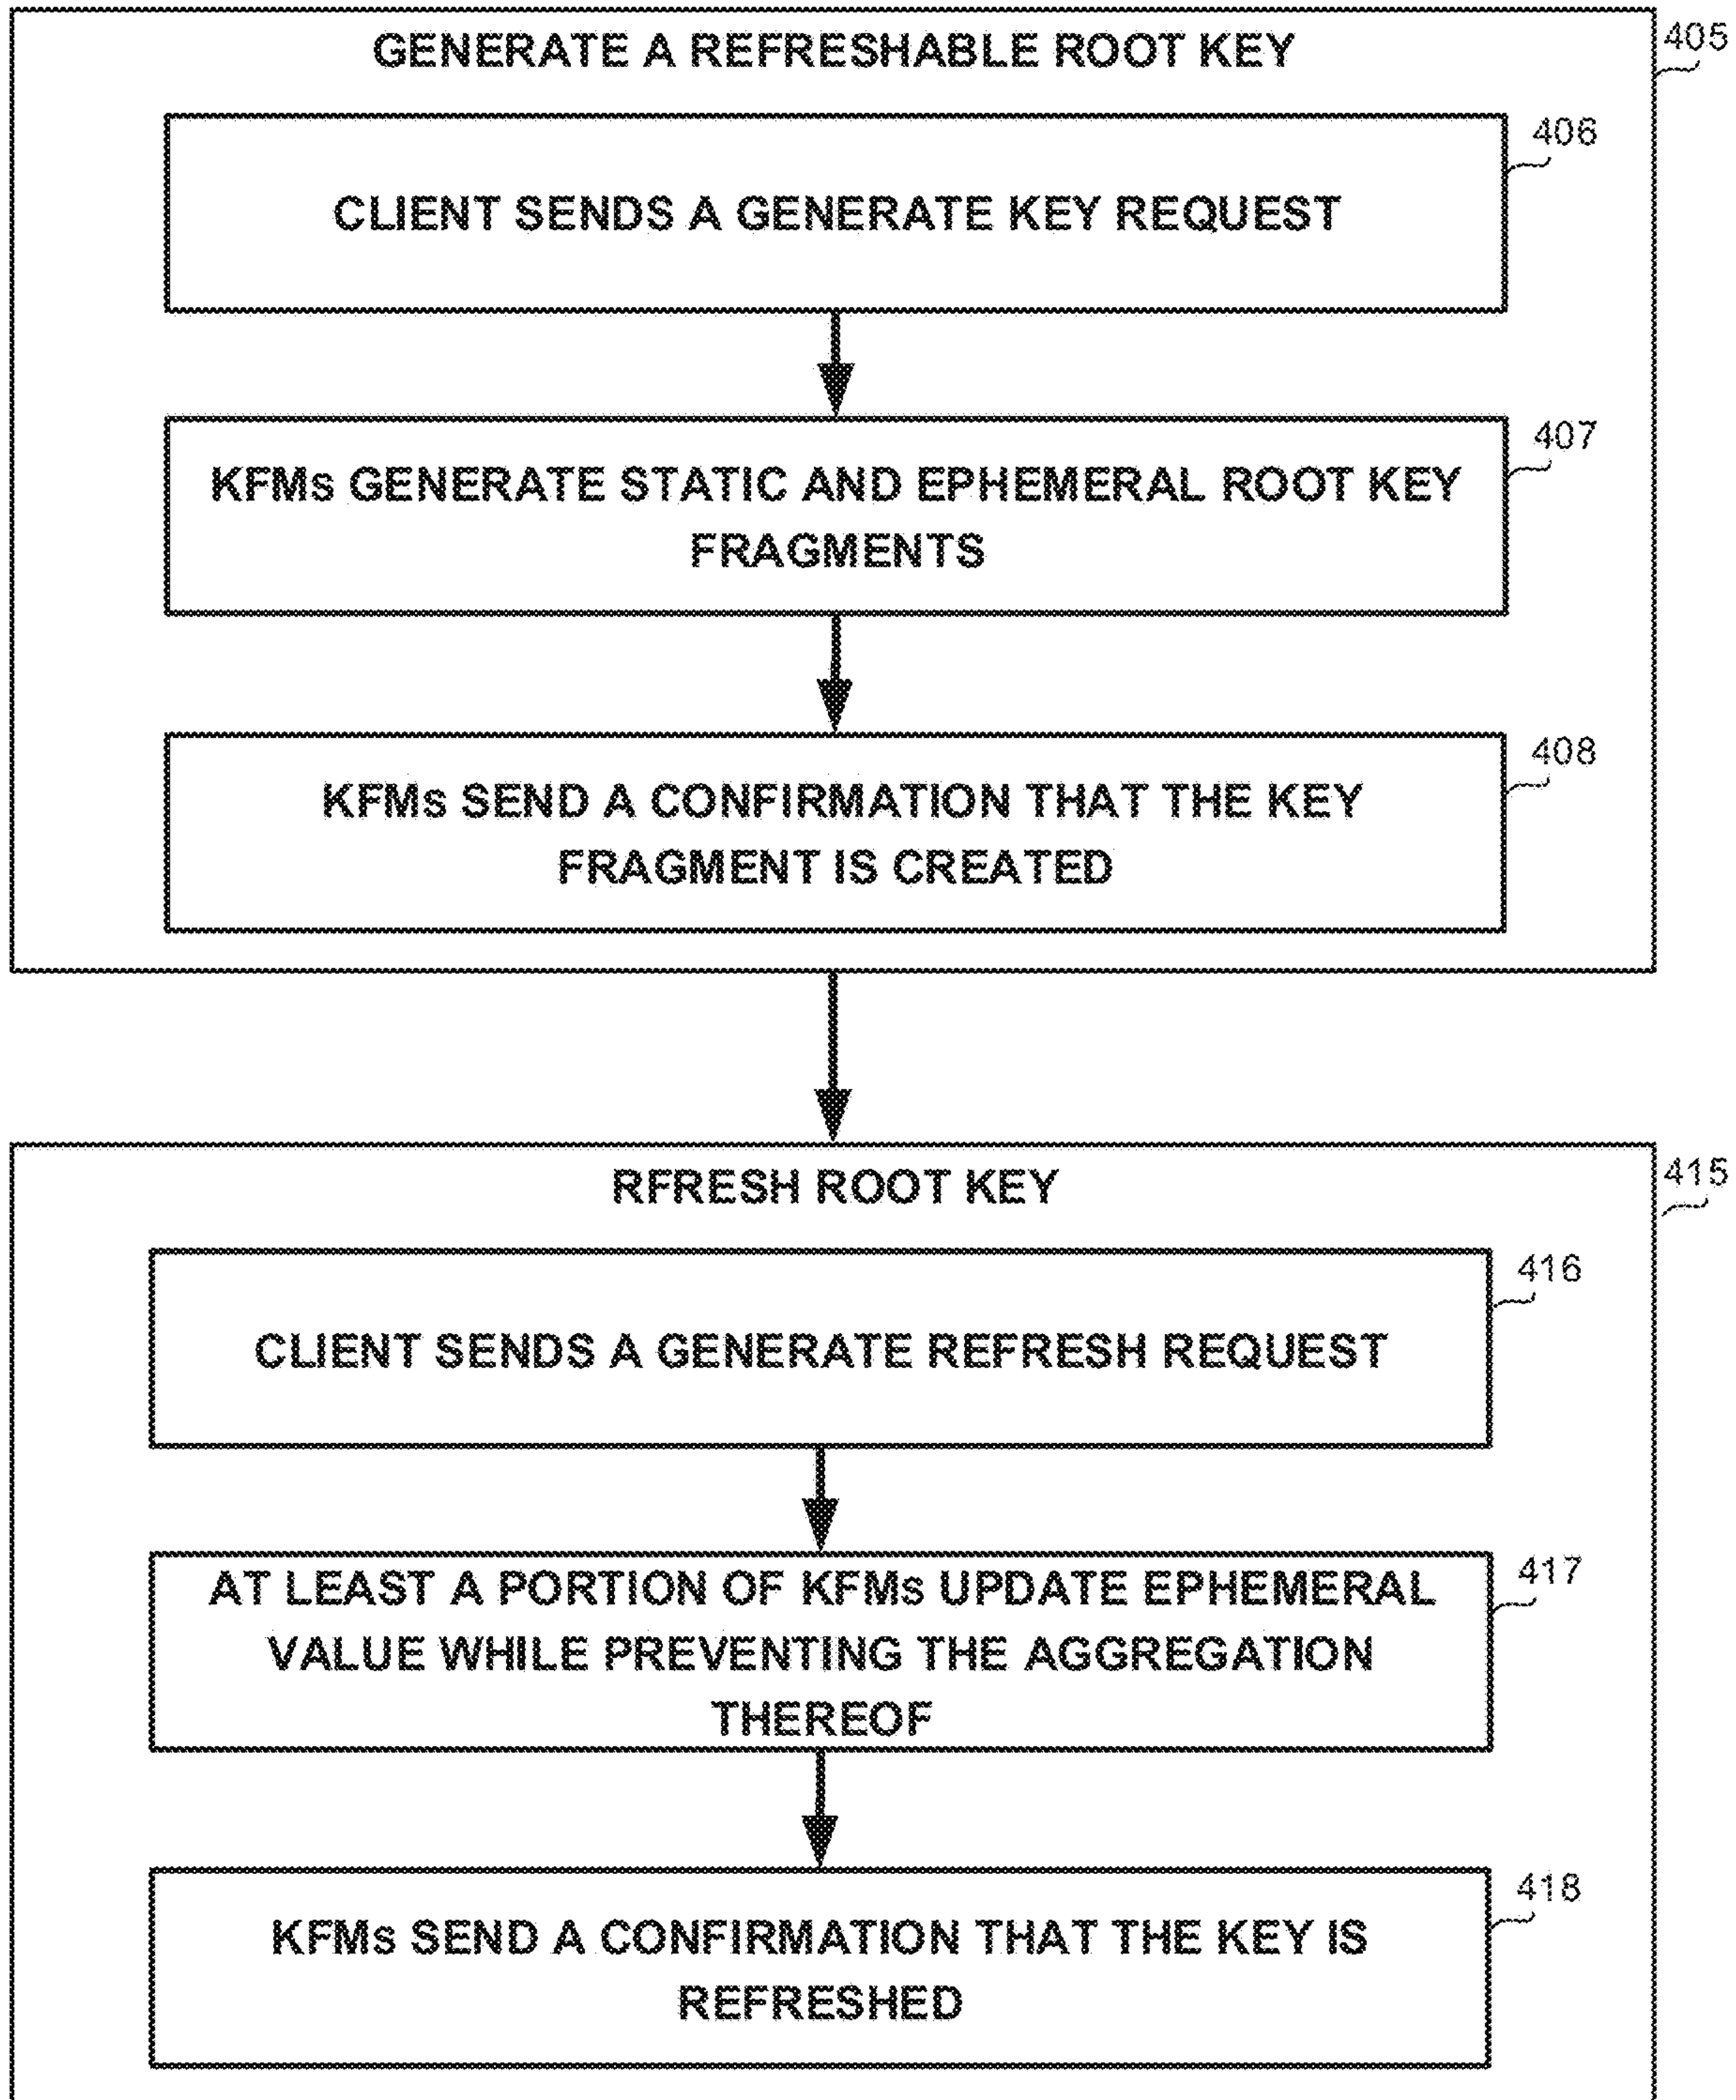 GENERATE A REFRESHABLE ROOT KEY
405
406
CLIENT SENDS A GENERATE KEY REQUEST
407
KFMs GENERATE STATIC AND EPHEMERAL ROOT KEY
FRAGMENTS
408
KFMs SEND A CONFIRMATION THAT THE KEY
FRAGMENT IS CREATED
415
RFRESH ROOT KEY
416
CLIENT SENDS A GENERATE REFRESH REQUEST
417
AT LEAST A PORTION OF KFMs UPDATE EPHEMERAL
VALUE WHILE PREVENTING THE AGGREGATION
THEREOF
418
KFMs SEND A CONFIRMATION THAT THE KEY IS
REFRESHED